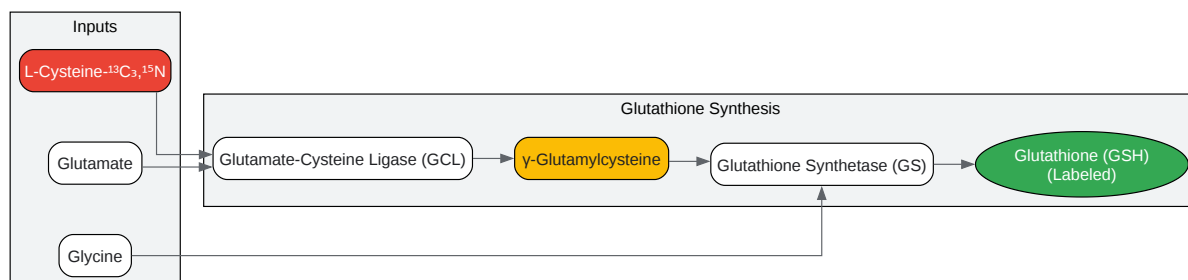 Inputs
L-Cysteine-¹³C₃,¹⁵N
Glutamate
Glycine
Glutathione Synthesis
Glutamate-Cysteine Ligase (GCL)
γ-Glutamylcysteine
Glutathione Synthetase (GS)
Glutathione (GSH)
(Labeled)